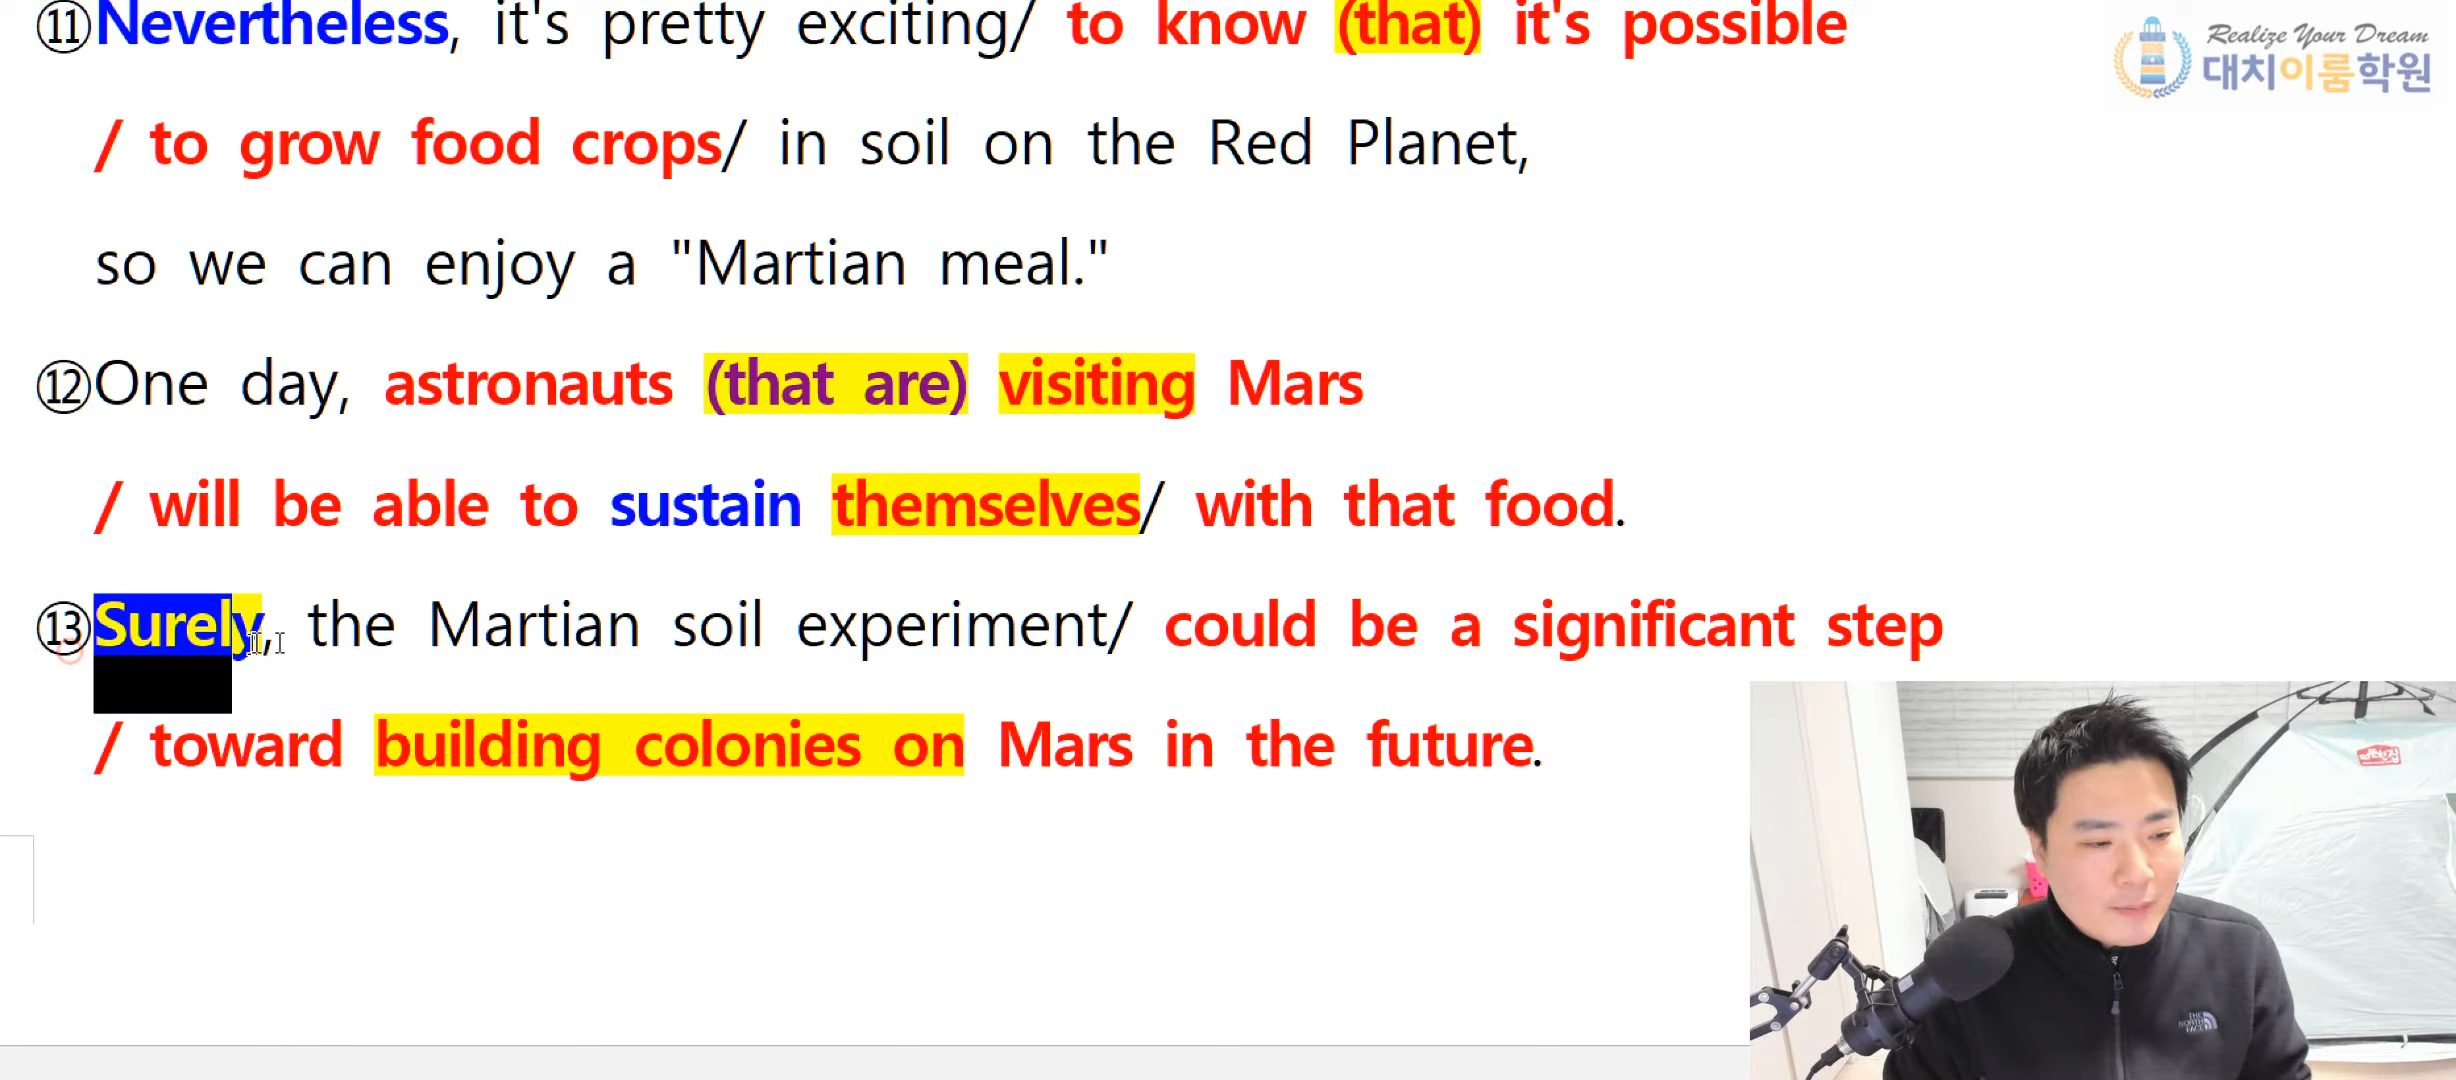 ⑪Nevertheless, it's pretty exciting/ to know (that) it's possible
/ to grow food crops/ in soil on the Red Planet,
so we can enjoy a "Martian meal."
⑫One day, astronauts (that are) visiting Mars
/ will be able to sustain themselves/ with that food.
⑬Surely, the Martian soil experiment/ could be a significant step
/ toward building colonies on Mars in the future.
Realize Your Dream
대치이룸학원
THE NORTH FACE